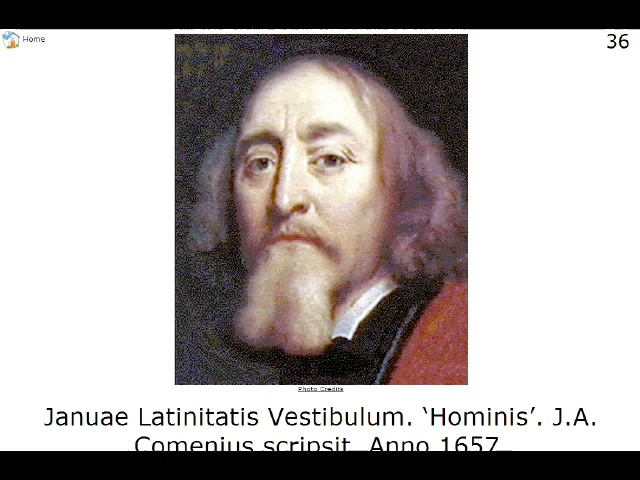 Home
36
Photo Credits
Januae Latinitatis Vestibulum. ‘Hominis’. J.A.
Comenius scripsit. Anno 1657.